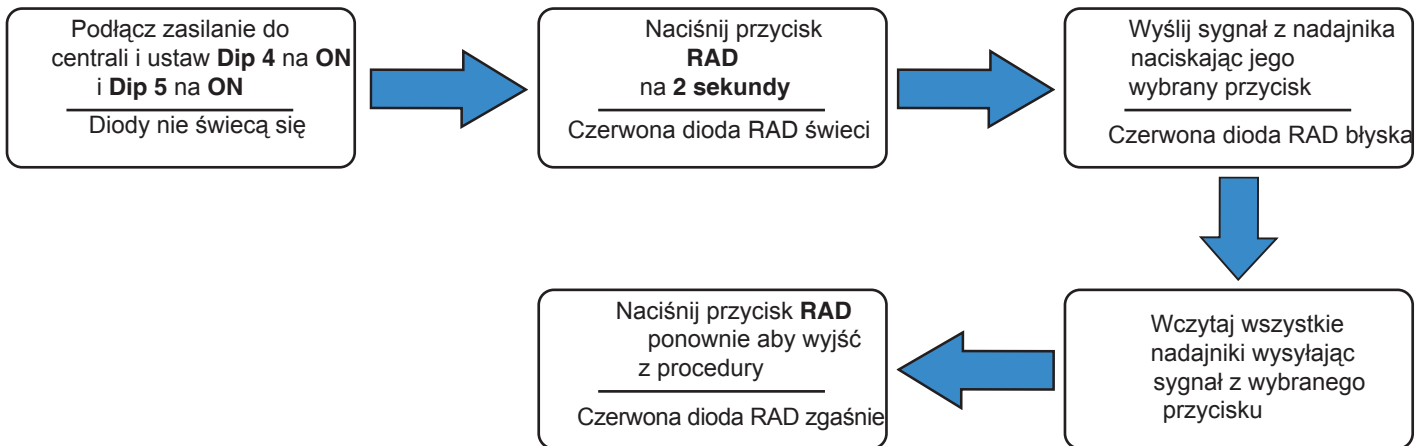 Podłącz zasilanie do
centrali i ustaw Dip 4 na ON
i Dip 5 na ON
Diody nie świecą się
Naciśnij przycisk
RAD
na 2 sekundy
Czerwona dioda RAD świeci
Wyślij sygnał z nadajnika
naciskając jego
wybrany przycisk
Czerwona dioda RAD błyska
Wczytaj wszystkie
nadajniki wysyłając
sygnał z wybranego
przycisku
Naciśnij przycisk RAD
ponownie aby wyjść
z procedury
Czerwona dioda RAD zgaśnie